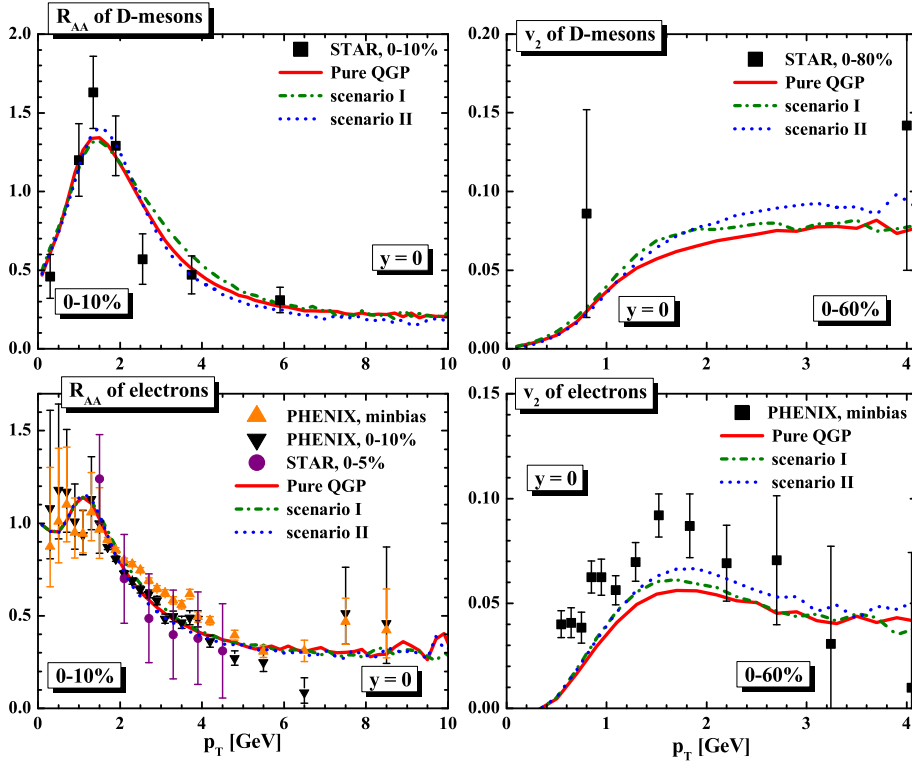 R_AA of D-mesons
STAR, 0-10%
Pure QGP
scenario I
scenario II
y = 0
0-10%
2.0
1.5
1.0
0.5
0.0
0 2 4 6 8 10
v_2 of D-mesons
STAR, 0-80%
Pure QGP
scenario I
scenario II
y = 0
0-60%
0.20
0.15
0.10
0.05
0.00
0 1 2 3 4
R_AA of electrons
PHENIX, minbias
PHENIX, 0-10%
STAR, 0-5%
Pure QGP
scenario I
scenario II
0-10%
y = 0
1.5
1.0
0.5
0.0
0 2 4 6 8 10
p_T [GeV]
v_2 of electrons
PHENIX, minbias
Pure QGP
scenario I
scenario II
y = 0
0-60%
0.15
0.10
0.05
0.00
0 1 2 3 4
p_T [GeV]